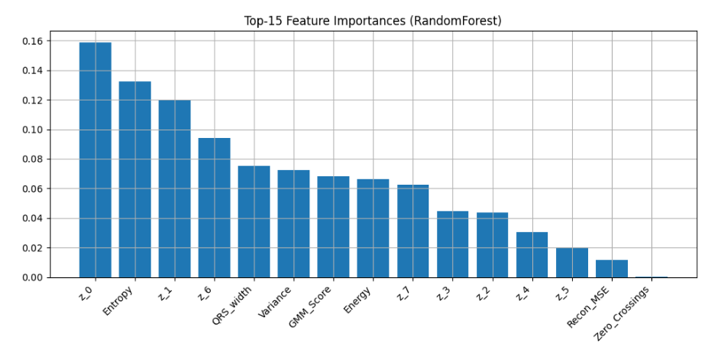 Top-15 Feature Importances (RandomForest)
0.16
0.14
0.12
0.10
0.08
0.06
0.04
0.02
0.00
z_0
Entropy
z_1
z_6
QRS_width
Variance
GMM_Score
Energy
z_7
z_3
z_2
z_4
z_5
Recon_MSE
Zero_Crossings